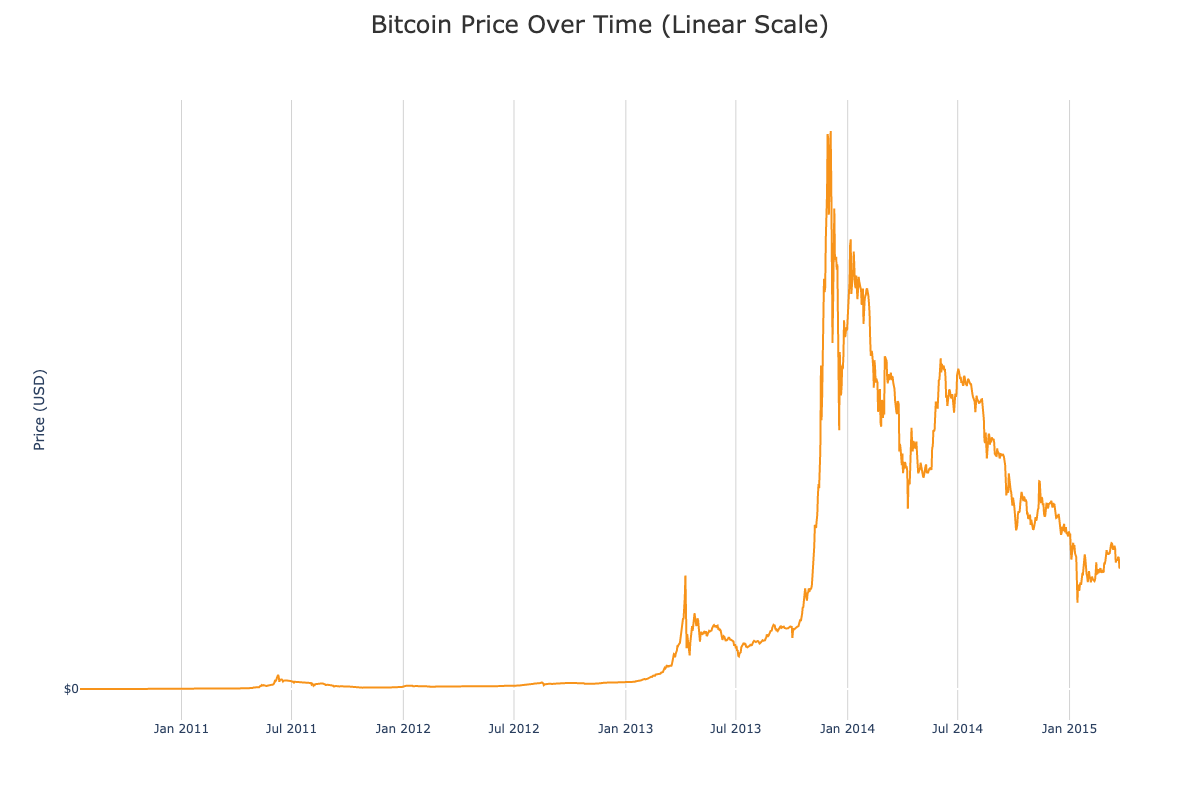 Bitcoin Price Over Time (Linear Scale)
Price (USD)
$0
Jan 2011
Jul 2011
Jan 2012
Jul 2012
Jan 2013
Jul 2013
Jan 2014
Jul 2014
Jan 2015